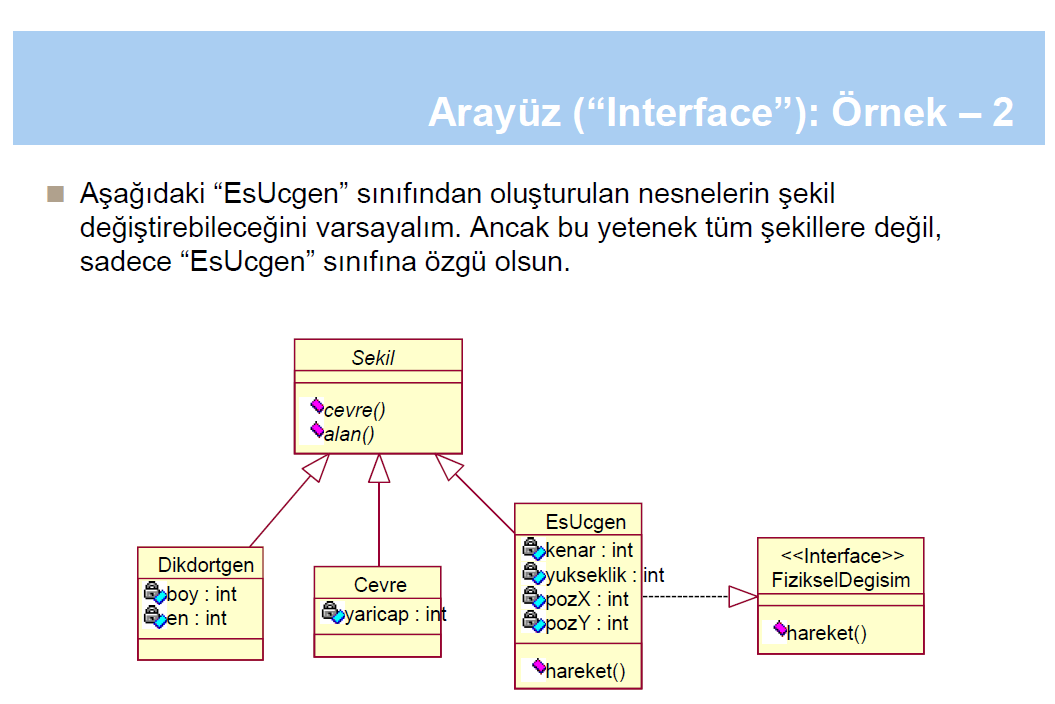 Arayüz (“Interface”): Örnek – 2
Aşağıdaki “EsUcgen” sınıfından oluşturulan nesnelerin şekil
değiştirebileceğini varsayalım. Ancak bu yetenek tüm şekillere değil,
sadece “EsUcgen” sınıfına özgü olsun.
Sekil
cevre()
alan()
Dikdortgen
boy : int
en : int
Cevre
yaricap : int
EsUcgen
kenar : int
yukseklik : int
pozX : int
pozY : int
hareket()
<<Interface>>
FizikselDegisim
hareket()